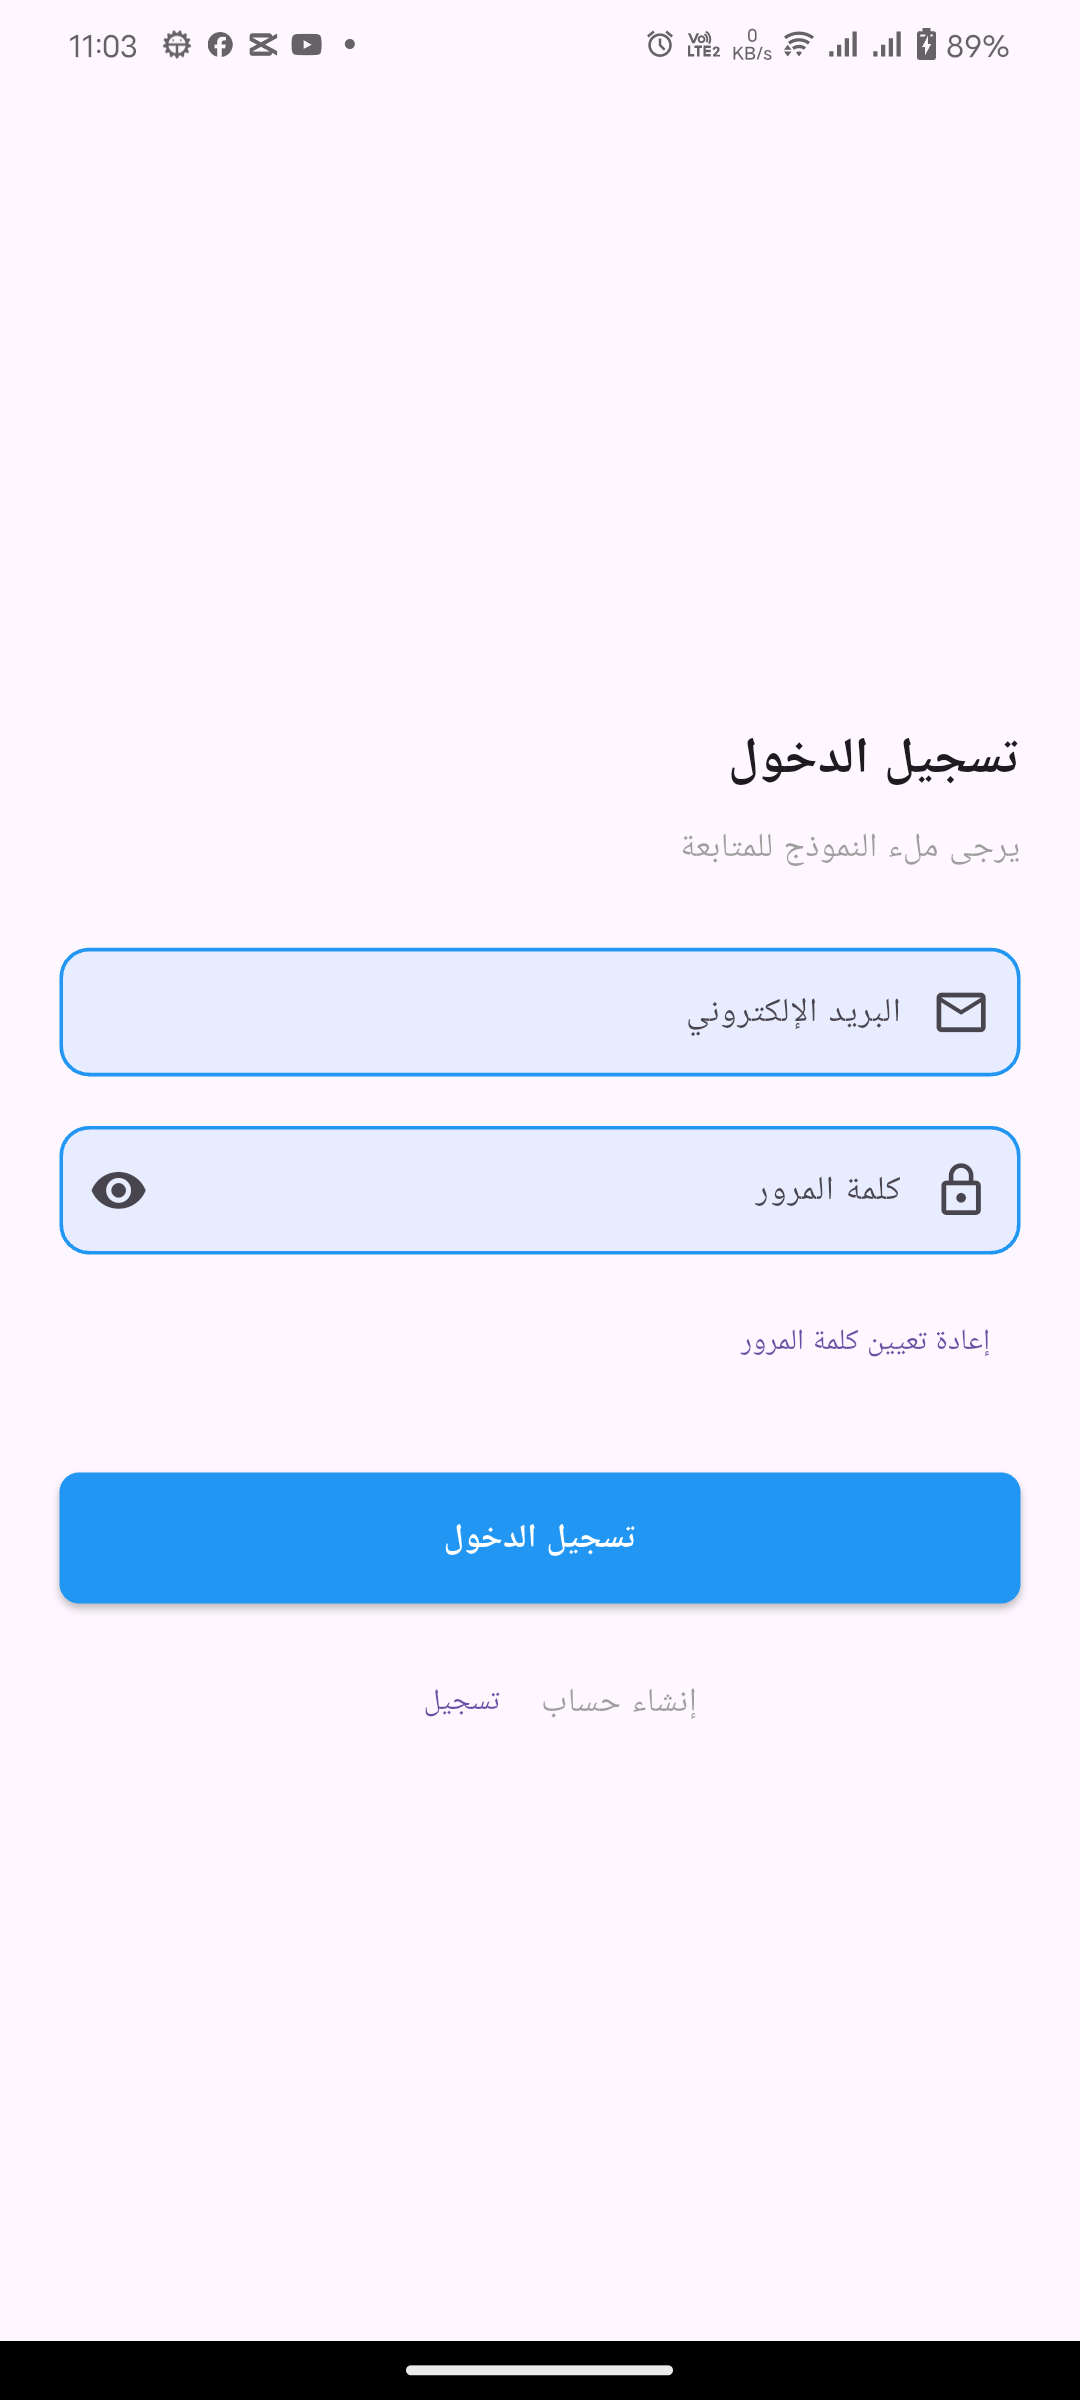 11:03 Vo) LTE2 0 KB/s 89%
تسجيل الدخول
يرجى ملء النموذج للمتابعة
البريد الإلكتروني
كلمة المرور
إعادة تعيين كلمة المرور
تسجيل الدخول
إنشاء حساب تسجيل